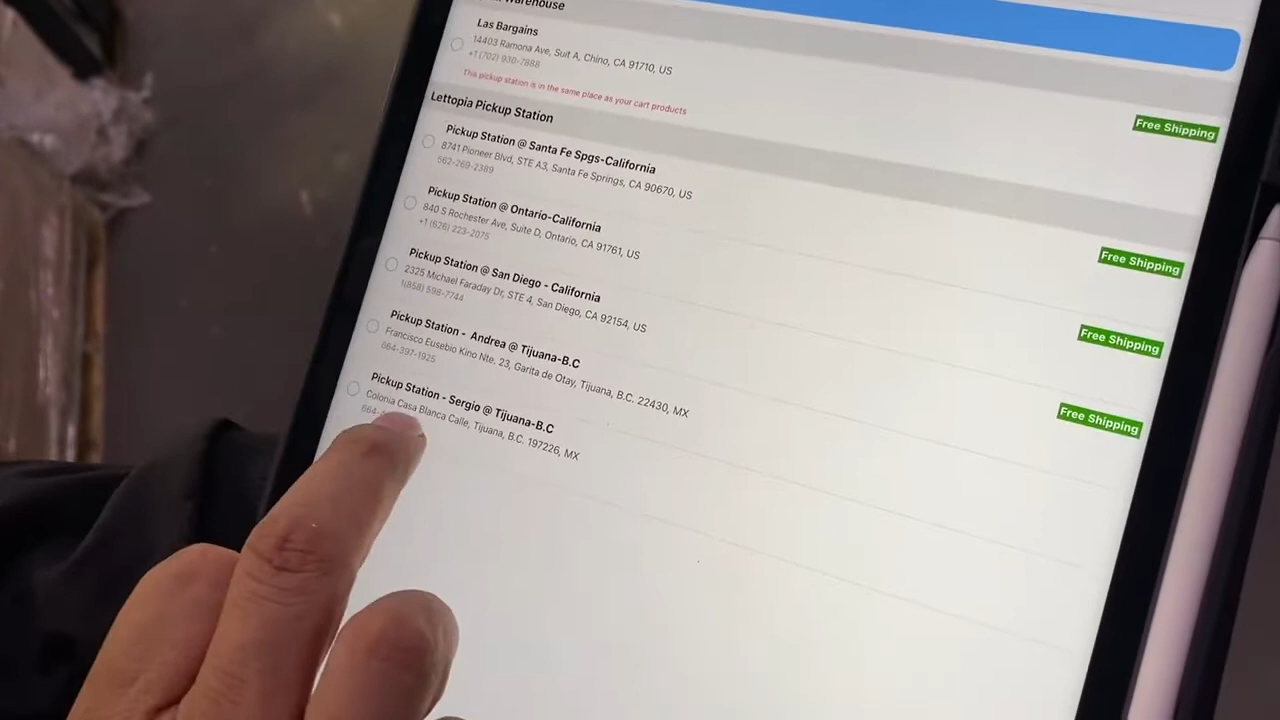 Warehouse
Las Bargains
14403 Ramona Ave, Suit A, Chino, CA 91710, US
+1 (702) 930-7888
This pickup station is in the same place as your cart products
Free Shipping
Lettopia Pickup Station
Pickup Station @ Santa Fe Spgs-California
8741 Pioneer Blvd, STE A3, Santa Fe Springs, CA 90670, US
562-269-2389
Free Shipping
Pickup Station @ Ontario-California
840 S Rochester Ave, Suite D, Ontario, CA 91761, US
+1 (626) 223-2075
Free Shipping
Pickup Station @ San Diego - California
2325 Michael Faraday Dr, STE 4, San Diego, CA 92154, US
1(858) 598-7744
Free Shipping
Pickup Station - Andrea @ Tijuana-B.C
Francisco Eusebio Kino Nte. 23, Garita de Otay, Tijuana, B.C. 22430, MX
664-397-1925
Pickup Station - Sergio @ Tijuana-B.C
Colonia Casa Blanca Calle, Tijuana, B.C. 197226, MX